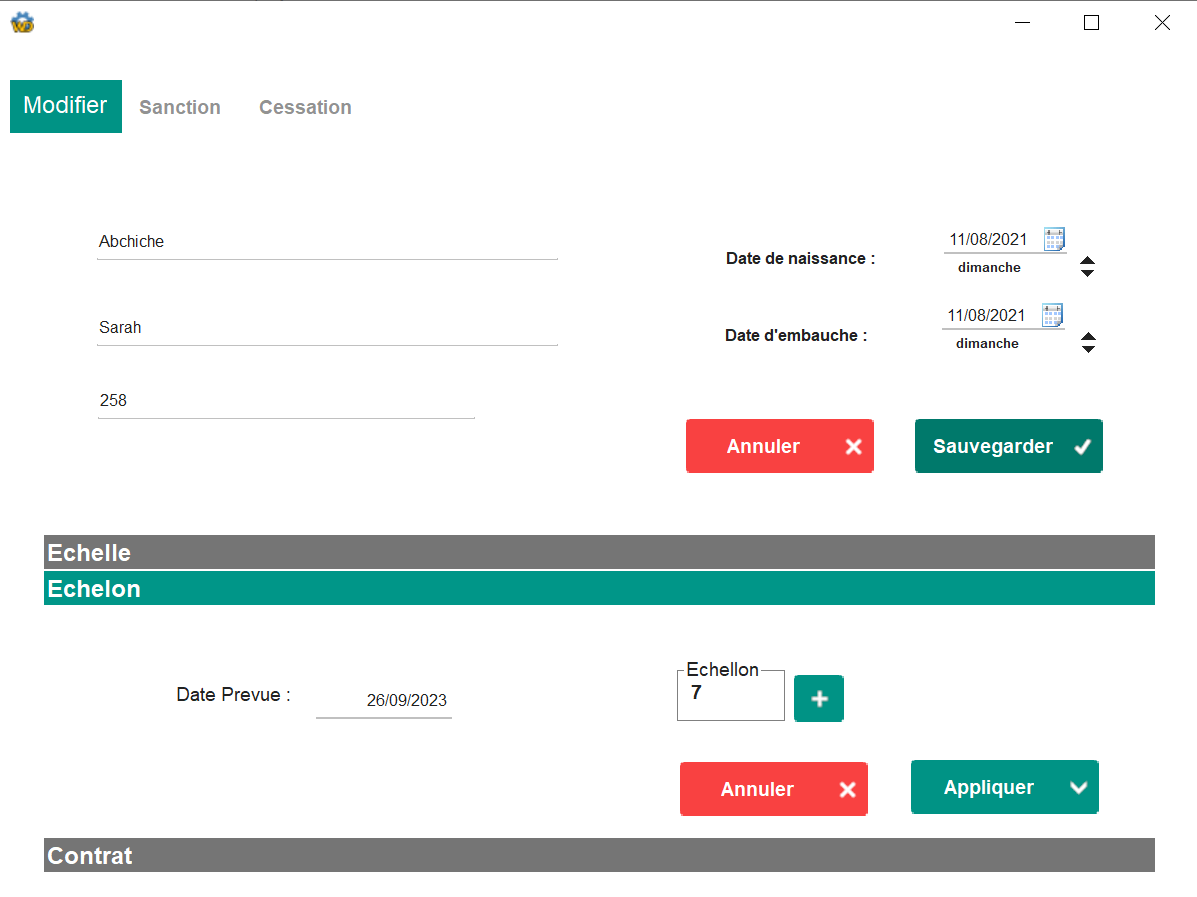 Modifier Sanction Cessation
Abchiche
Date de naissance :
11/08/2021
dimanche
Sarah
Date d'embauche :
11/08/2021
dimanche
258
Annuler
Sauvegarder
Echelle
Echelon
Date Prevue :
26/09/2023
Echellon
7
Annuler
Appliquer
Contrat